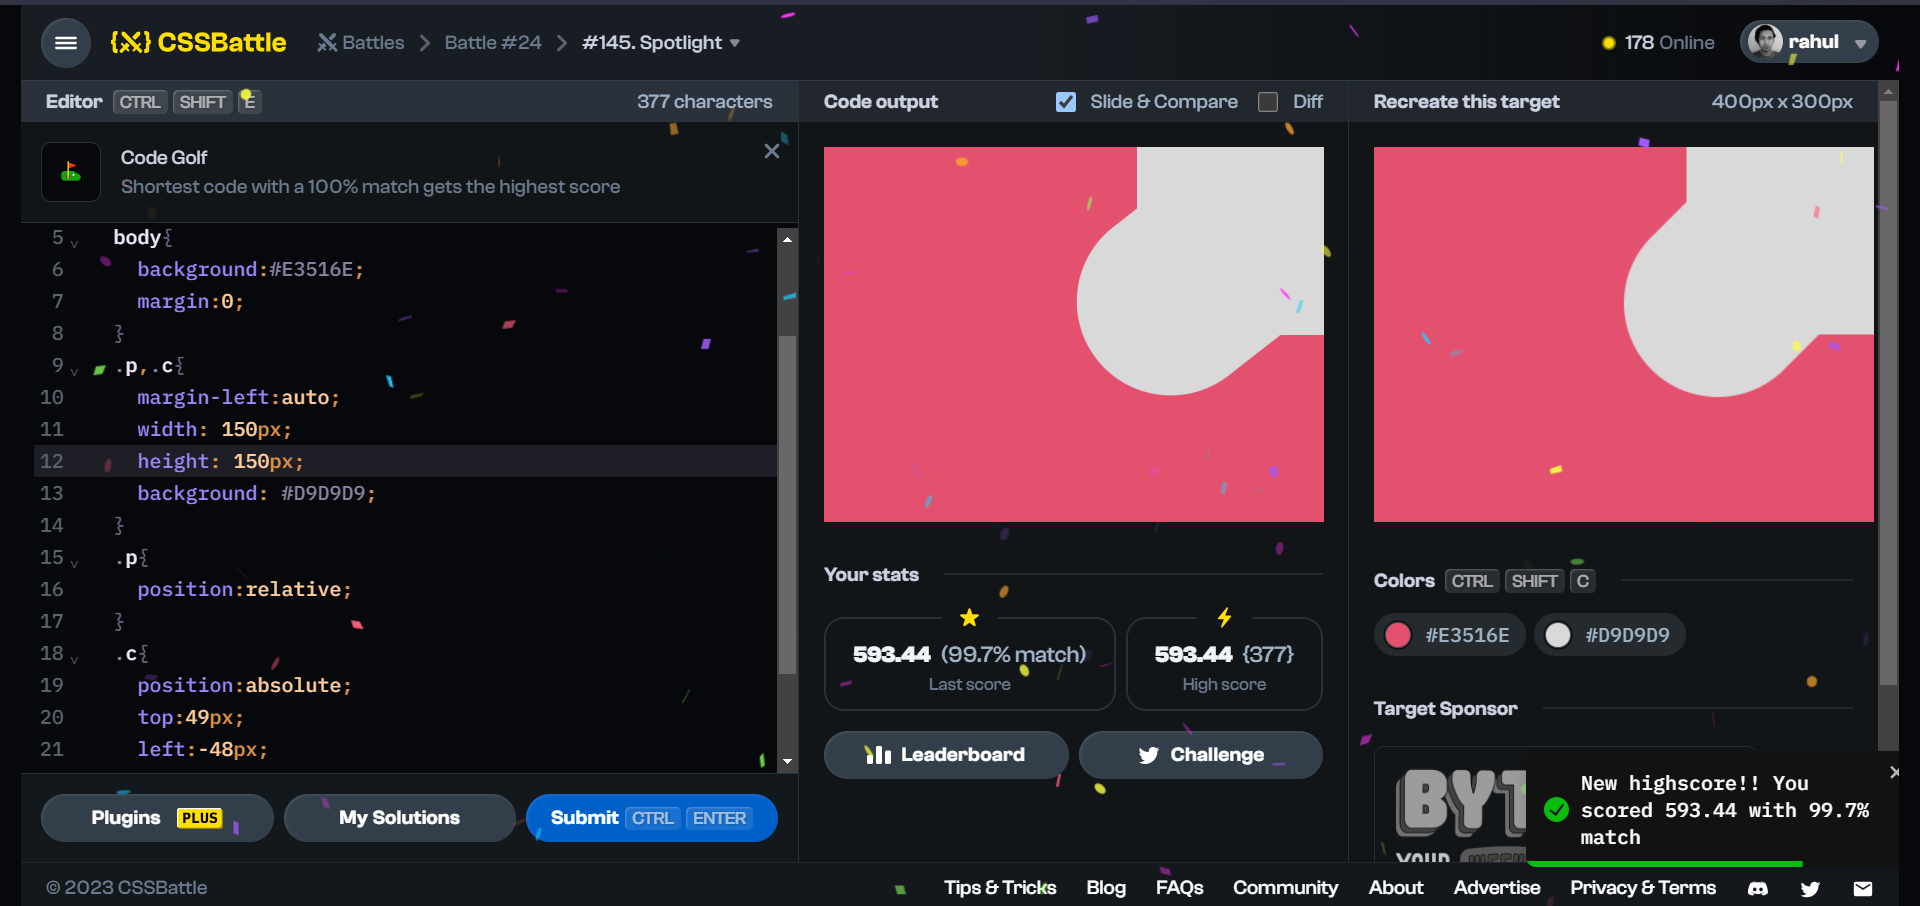 {X} CSSBattle
Battles > Battle #24 > #145. Spotlight
178 Online
rahul
Editor CTRL SHIFT E
377 characters
Code output
Slide & Compare
Diff
Recreate this target
400px x 300px
Code Golf
Shortest code with a 100% match gets the highest score
5 body{
6 background:#E3516E;
7 margin:0;
8 }
9 .p,.c{
10 margin-left:auto;
11 width: 150px;
12 height: 150px;
13 background: #D9D9D9;
14 }
15 .p{
16 position:relative;
17 }
18 .c{
19 position:absolute;
20 top:49px;
21 left:-48px;
Your stats
593.44 (99.7% match)
Last score
593.44 {377}
High score
Leaderboard
Challenge
Colors CTRL SHIFT C
#E3516E
#D9D9D9
Target Sponsor
BYT
YOUR
New highscore!! You
scored 593.44 with 99.7%
match
Plugins PLUS
My Solutions
Submit CTRL ENTER
© 2023 CSSBattle
Tips & Tricks
Blog
FAQs
Community
About
Advertise
Privacy & Terms